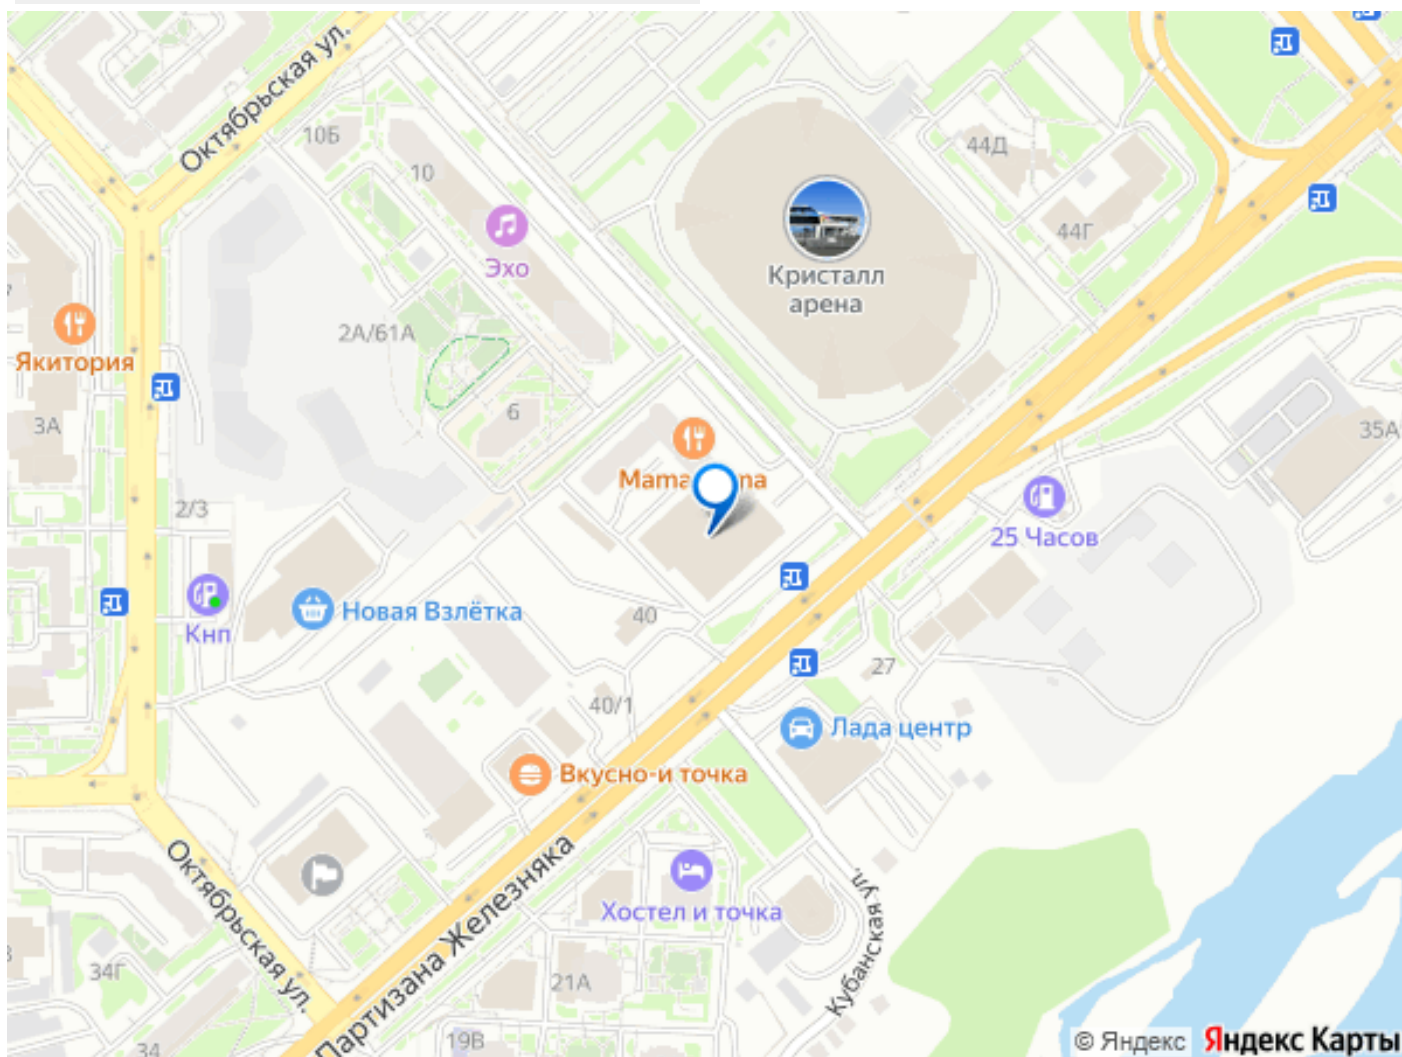 Октябрьская ул.
10Б
10
44Д
44Г
Эхо
Кристалл
арена
2А/61А
Якитория
3А
6
35А
2/3
25 Часов
Новая Взлётка
Кнп
40
27
40/1
Лада центр
Вкусно-и точка
Октябрьская ул.
Партизана Железняка
Хостел и точка
Кубанская ул.
34Г
21А
19В
34
© Яндекс Яндекс Карты